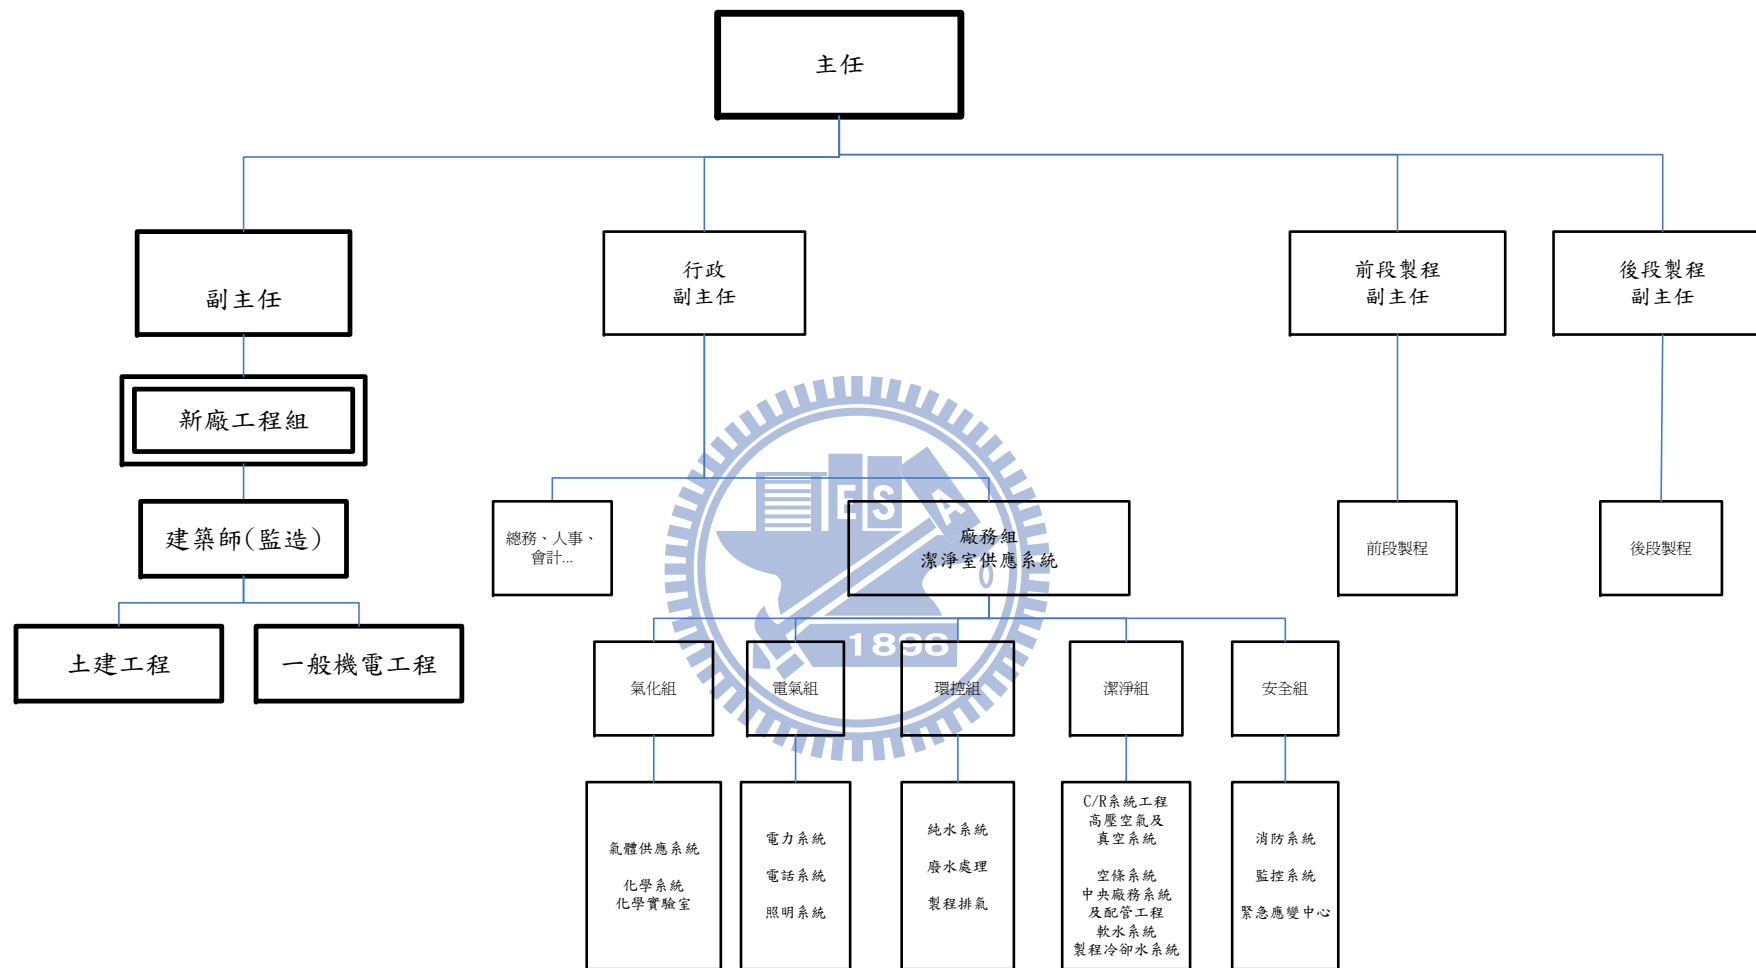 主任
副主任
行政
副主任
前段製程
副主任
後段製程
副主任
新廠工程組
建築師(監造)
總務、人事、
會計...
廠務組
潔淨室供應系統
前段製程
後段製程
土建工程
一般機電工程
氣化組
電氣組
環控組
潔淨組
安全組
氣體供應系統
化學系統
化學實驗室
電力系統
電話系統
照明系統
純水系統
廢水處理
製程排氣
C/R系統工程
高壓空氣及
真空系統
空條系統
中央廠務系統
及配管工程
軟水系統
製程冷卻水系統
消防系統
監控系統
緊急應變中心
E S A
1896